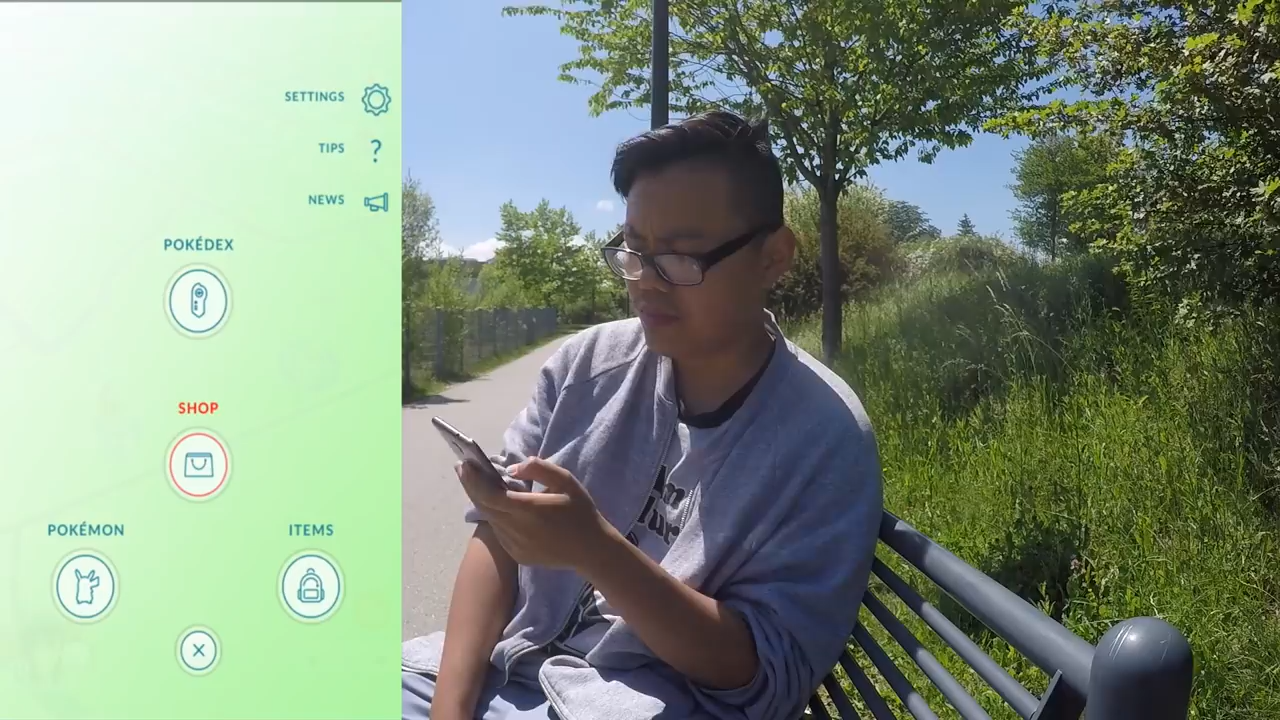 SETTINGS
TIPS ?
NEWS
POKÉDEX
SHOP
POKÉMON
ITEMS